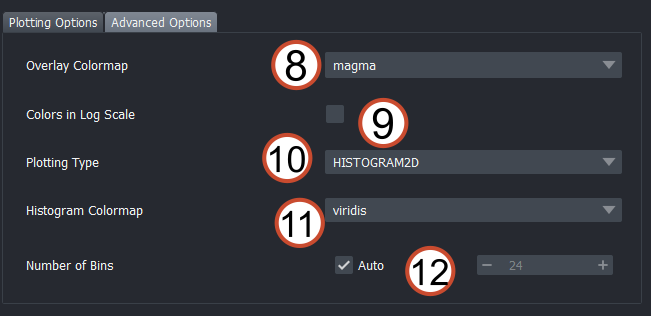 Plotting Options Advanced Options
Overlay Colormap 8 magma
Colors in Log Scale 9
Plotting Type 10 HISTOGRAM2D
Histogram Colormap 11 viridis
Number of Bins Auto 12 − 24 +